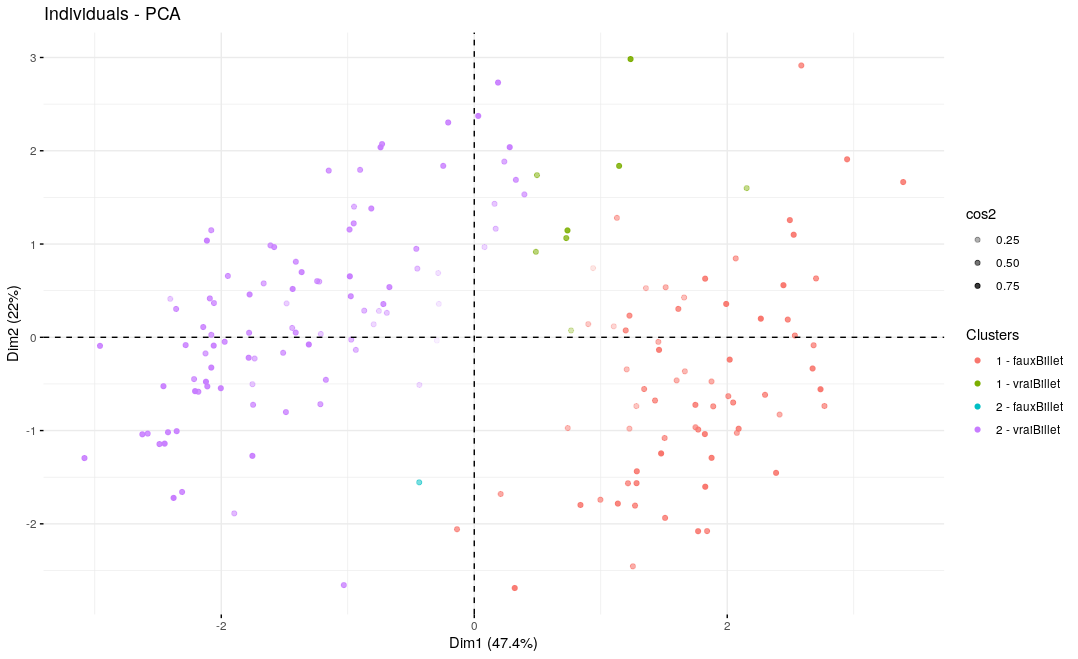 Individuals - PCA
3
2
1
0
-1
-2
Dim2 (22%)
-2
0
2
Dim1 (47.4%)
cos2
0.25
0.50
0.75
Clusters
1 - fauxBillet
1 - vraiBillet
2 - fauxBillet
2 - vraiBillet